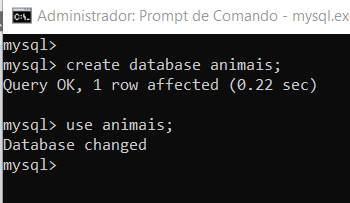 Administrador: Prompt de Comando - mysql.exe
mysql>
mysql> create database animais;
Query OK, 1 row affected (0.22 sec)
mysql> use animais;
Database changed
mysql>